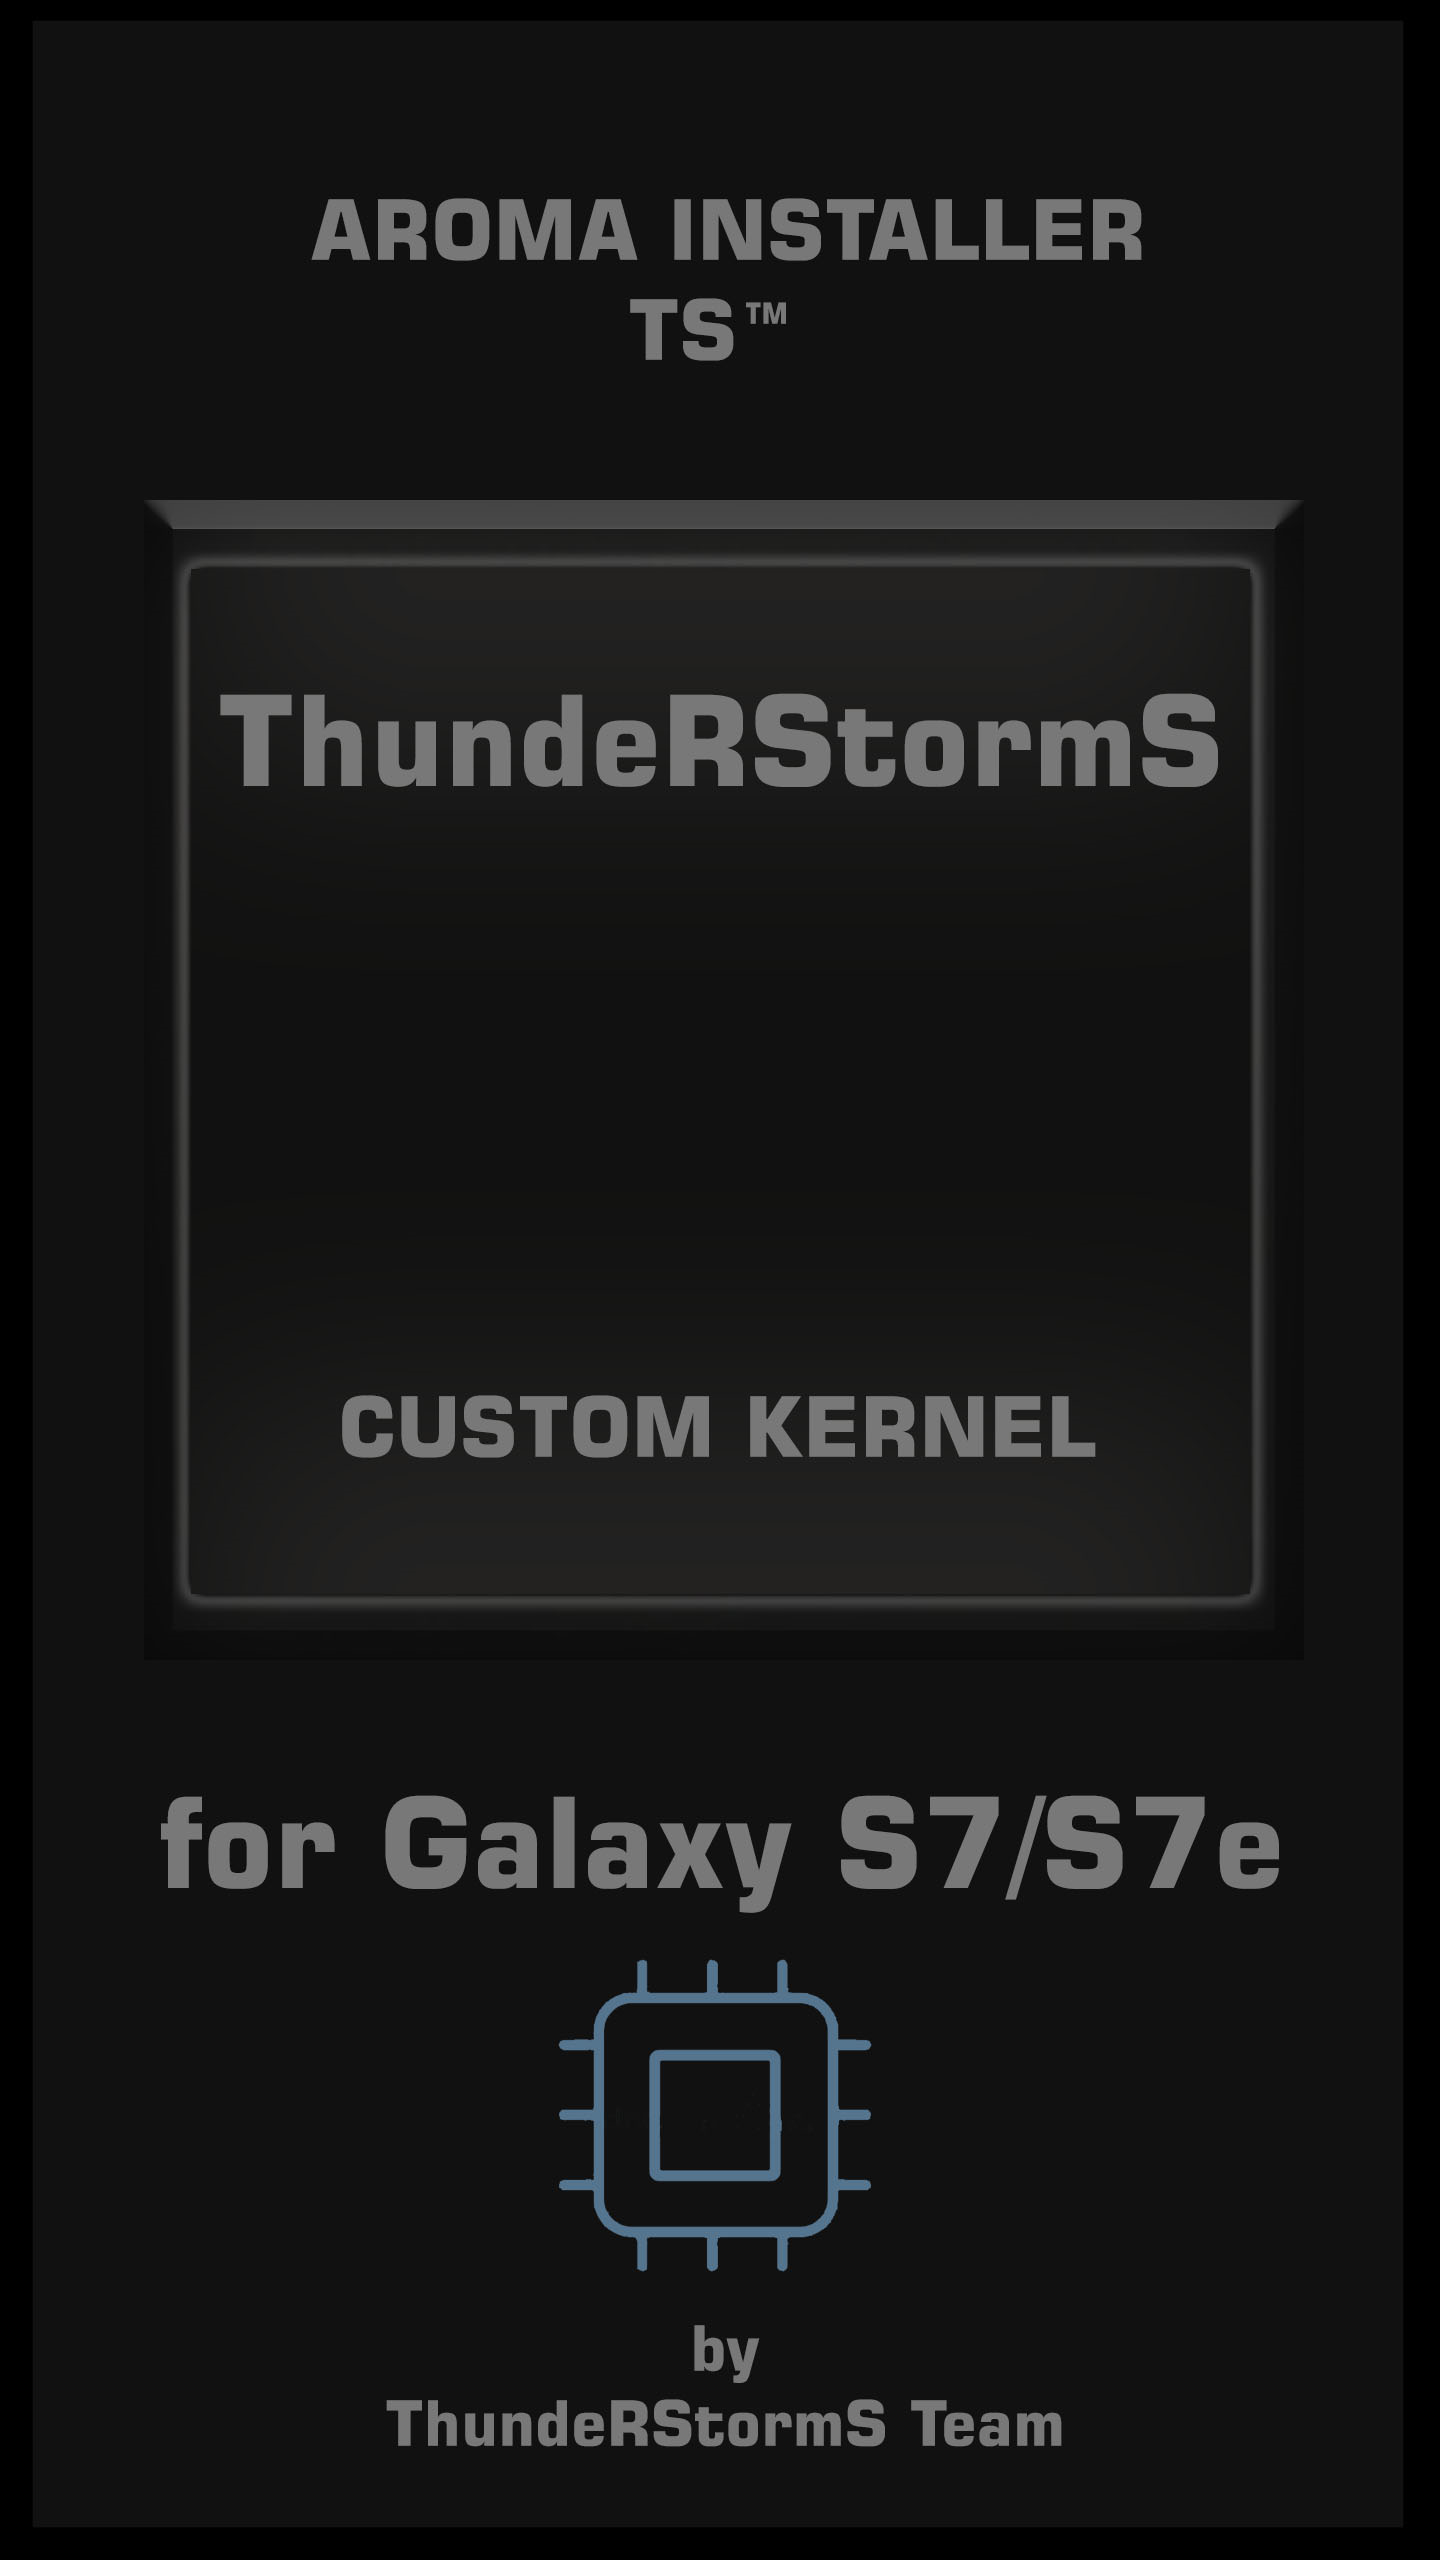 AROMA INSTALLER
TS™
ThundeRStormS
CUSTOM KERNEL
for Galaxy S7/S7e
by
ThundeRStormS Team